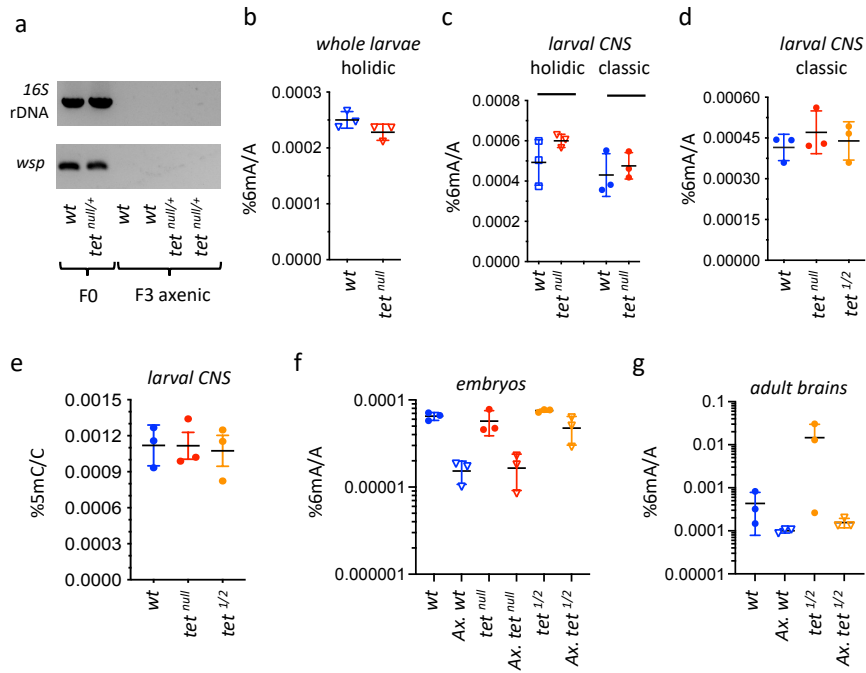 a
16S
rDNA
wsp
wt
tet null/+
wt
wt
tet null/+
tet null/+
F0
F3 axenic
b
whole larvae
holidic
%6mA/A
0.0003
0.0002
0.0001
0.0000
wt
tet null
c
larval CNS
holidic classic
%6mA/A
0.0008
0.0006
0.0004
0.0002
0.0000
wt
tet null
wt
tet null
d
larval CNS
classic
%6mA/A
0.00060
0.00045
0.00030
0.00015
0.00000
wt
tet null
tet 1/2
e
larval CNS
%5mC/C
0.0015
0.0012
0.0009
0.0006
0.0003
0.0000
wt
tet null
tet 1/2
f
embryos
%6mA/A
0.00001
0.00001
0.000001
wt
Ax. wt
tet null
Ax. tet null
tet 1/2
Ax. tet 1/2
g
adult brains
%6mA/A
0.1
0.01
0.001
0.0001
0.00001
wt
Ax. wt
tet 1/2
Ax. tet 1/2